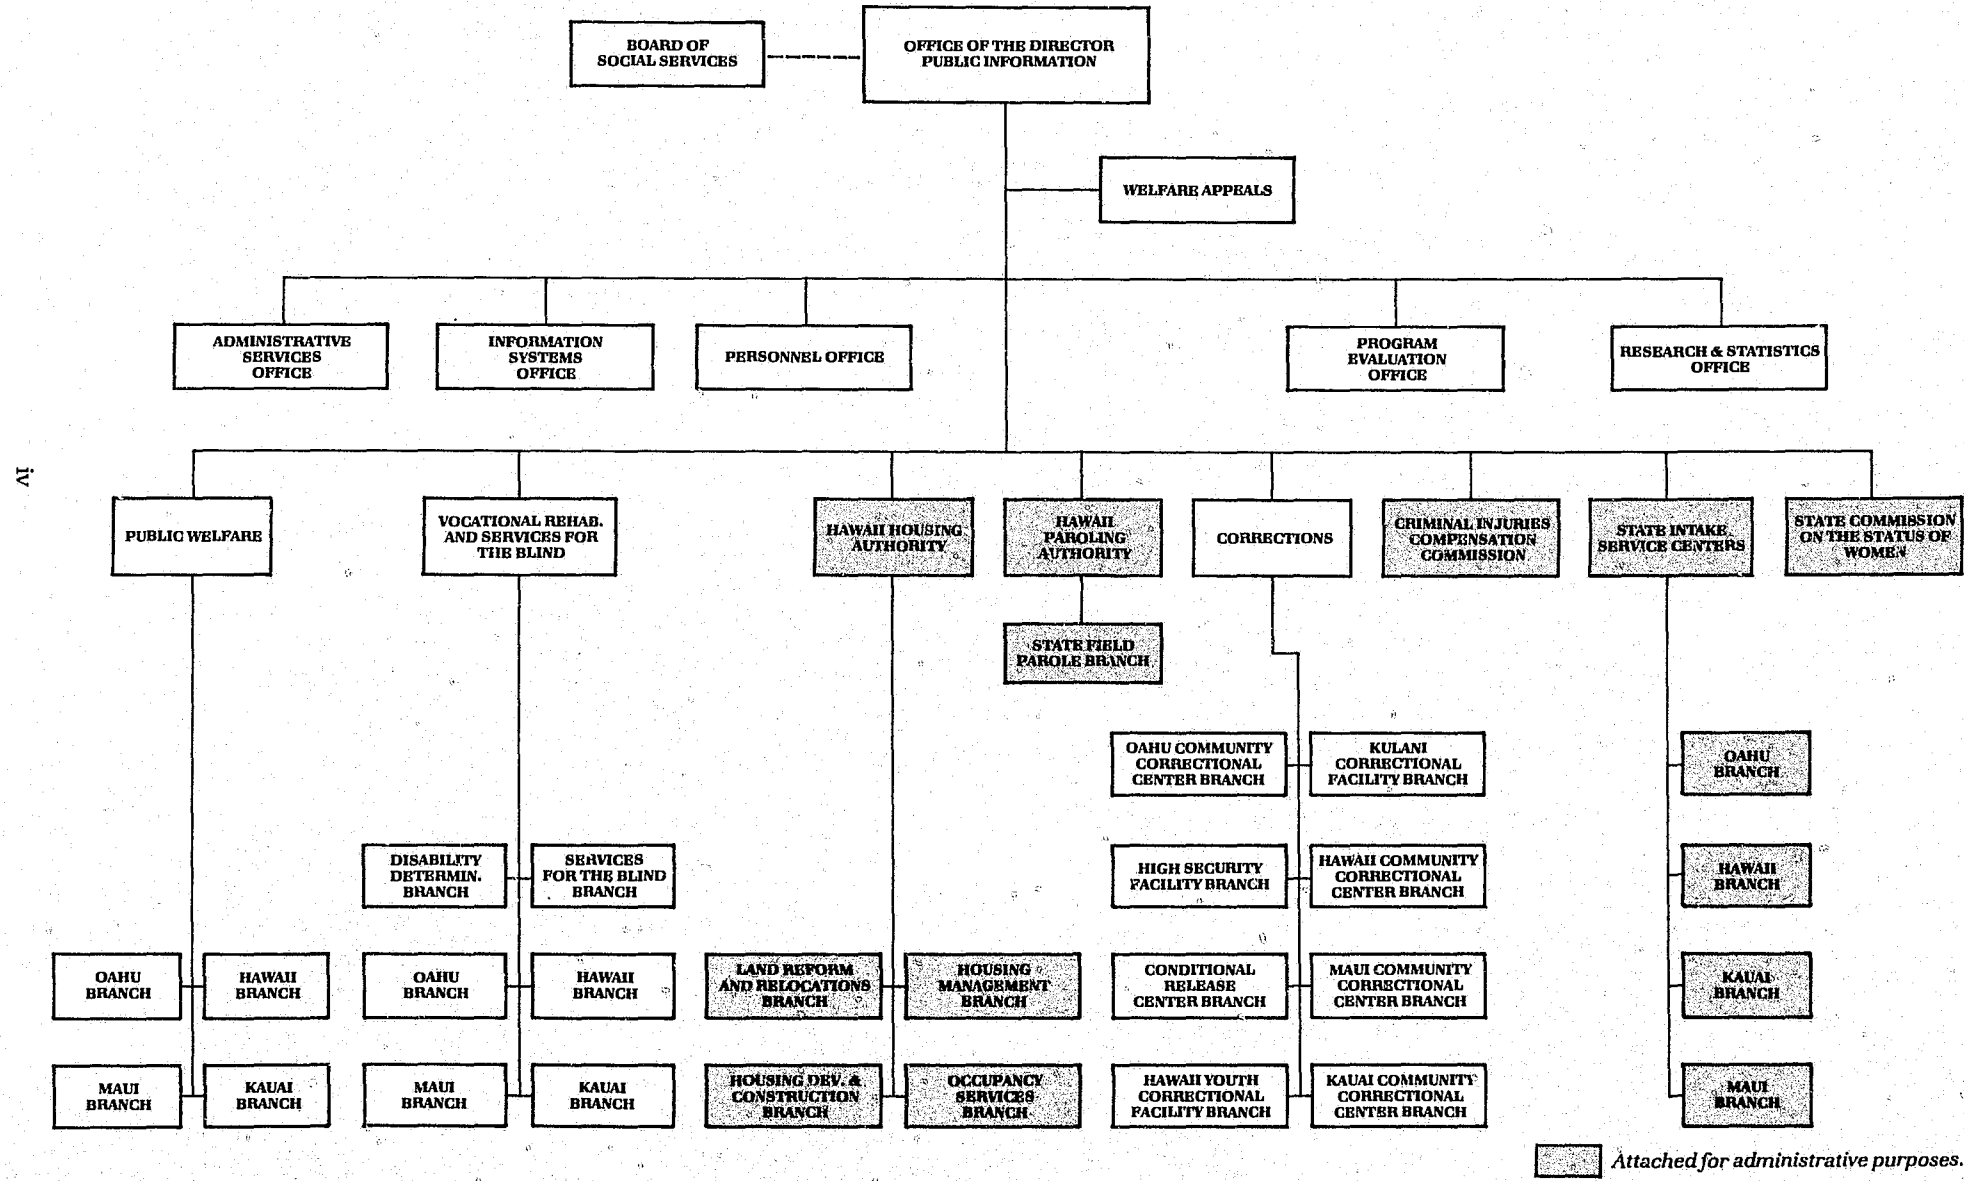 BOARD OF
SOCIAL SERVICES
OFFICE OF THE DIRECTOR
PUBLIC INFORMATION
WELFARE APPEALS
ADMINISTRATIVE
SERVICES
OFFICE
INFORMATION
SYSTEMS
OFFICE
PERSONNEL OFFICE
PROGRAM
EVALUATION
OFFICE
RESEARCH & STATISTICS
OFFICE
iv
PUBLIC WELFARE
VOCATIONAL REHAB.
AND SERVICES FOR
THE BLIND
HAWAII HOUSING
AUTHORITY
HAWAII
PAROLING
AUTHORITY
CORRECTIONS
CRIMINAL INJURIES
COMPENSATION
COMMISSION
STATE INTAKE
SERVICE CENTERS
STATE COMMISSION
ON THE STATUS OF
WOMEN
STATE FIELD
PAROLE BRANCH
OAHU COMMUNITY
CORRECTIONAL
CENTER BRANCH
KULANI
CORRECTIONAL
FACILITY BRANCH
OAHU
BRANCH
DISABILITY
DETERMIN.
BRANCH
SERVICES
FOR THE BLIND
BRANCH
HIGH SECURITY
FACILITY BRANCH
HAWAII COMMUNITY
CORRECTIONAL
CENTER BRANCH
HAWAII
BRANCH
OAHU
BRANCH
HAWAII
BRANCH
OAHU
BRANCH
HAWAII
BRANCH
LAND REFORM
AND RELOCATIONS
BRANCH
HOUSING
MANAGEMENT
BRANCH
CONDITIONAL
RELEASE
CENTER BRANCH
MAUI COMMUNITY
CORRECTIONAL
CENTER BRANCH
KAUAI
BRANCH
MAUI
BRANCH
KAUAI
BRANCH
MAUI
BRANCH
KAUAI
BRANCH
HOUSING DEV. &
CONSTRUCTION
BRANCH
OCCUPANCY
SERVICES
BRANCH
HAWAII YOUTH
CORRECTIONAL
FACILITY BRANCH
KAUAI COMMUNITY
CORRECTIONAL
CENTER BRANCH
MAUI
BRANCH
Attached for administrative purposes.